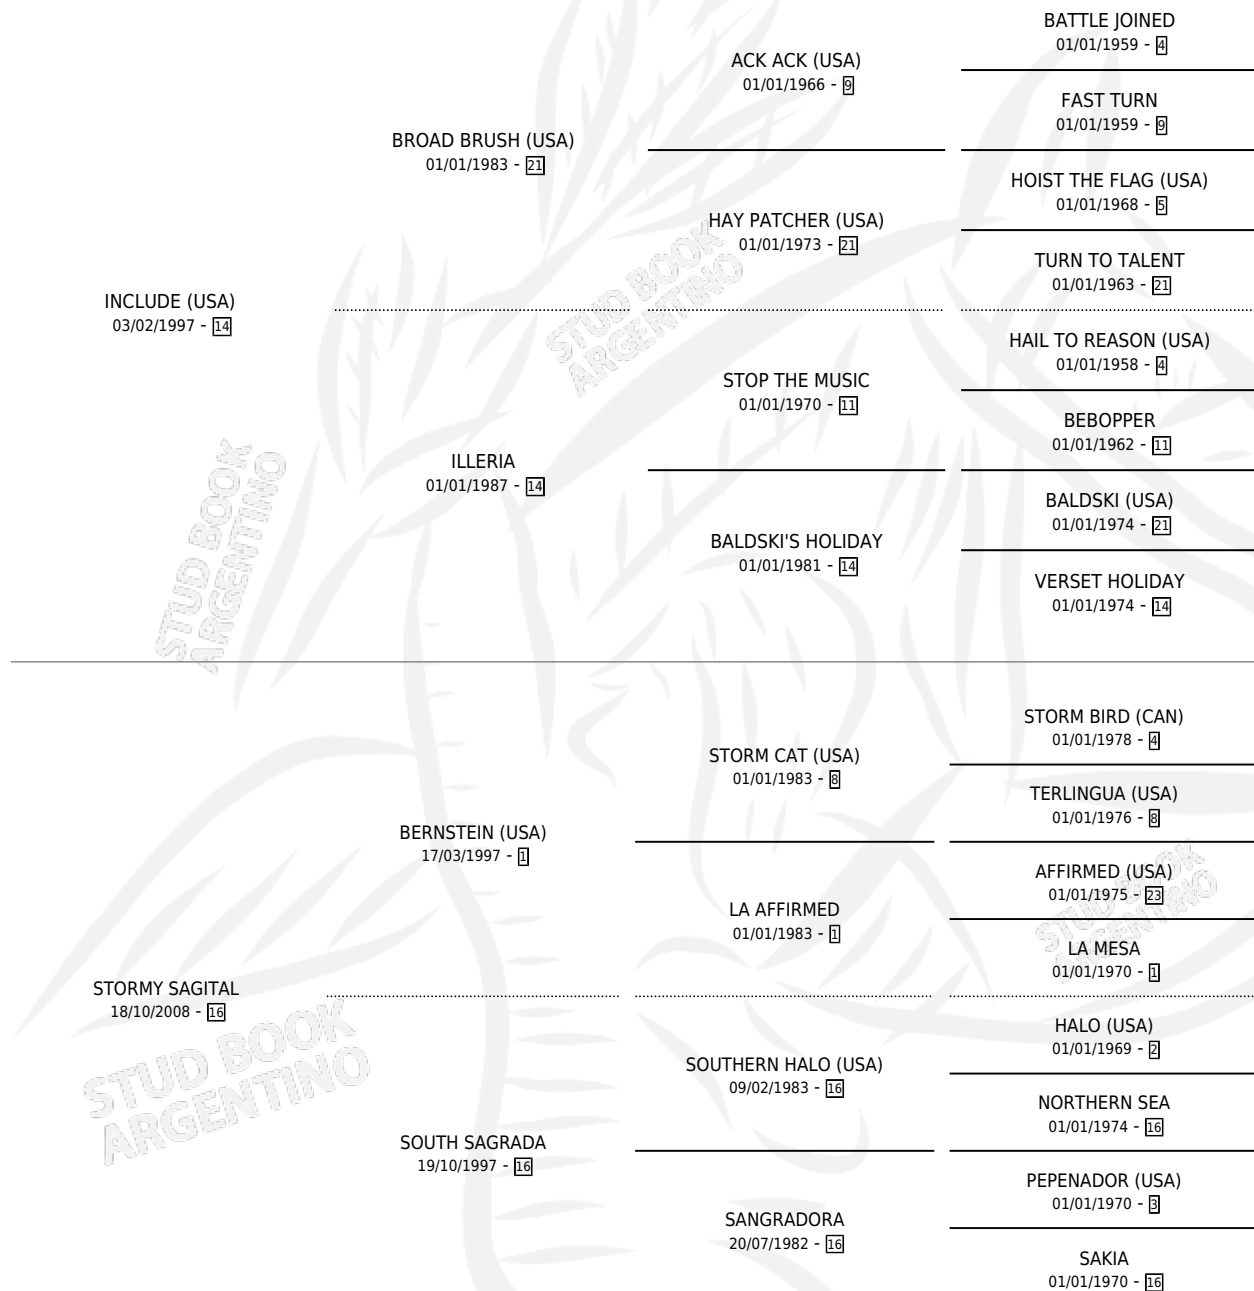 BATTLE JOINED
01/01/1959 - 4
ACK ACK (USA)
01/01/1966 - 9
FAST TURN
01/01/1959 - 9
BROAD BRUSH (USA)
01/01/1983 - 21
HOIST THE FLAG (USA)
01/01/1968 - 5
HAY PATCHER (USA)
01/01/1973 - 21
TURN TO TALENT
01/01/1963 - 21
INCLUDE (USA)
03/02/1997 - 14
HAIL TO REASON (USA)
01/01/1958 - 4
STOP THE MUSIC
01/01/1970 - 11
BEBOPPER
01/01/1962 - 11
ILLERIA
01/01/1987 - 14
BALDSKI (USA)
01/01/1974 - 21
BALDSKI'S HOLIDAY
01/01/1981 - 14
VERSET HOLIDAY
01/01/1974 - 14
STORM BIRD (CAN)
01/01/1978 - 4
STORM CAT (USA)
01/01/1983 - 8
TERLINGUA (USA)
01/01/1976 - 8
BERNSTEIN (USA)
17/03/1997 - 1
AFFIRMED (USA)
01/01/1975 - 23
LA AFFIRMED
01/01/1983 - 1
LA MESA
01/01/1970 - 1
STORMY SAGITAL
18/10/2008 - 16
HALO (USA)
01/01/1969 - 2
SOUTHERN HALO (USA)
09/02/1983 - 16
NORTHERN SEA
01/01/1974 - 16
SOUTH SAGRADA
19/10/1997 - 16
PEPENADOR (USA)
01/01/1970 - 3
SANGRADORA
20/07/1982 - 16
SAKIA
01/01/1970 - 16
STUD BOOK
ARGENTINO
STUD BOOK
ARGENTINO
STUD BOOK
ARGENTINO
STUD BOOK
ARGENTINO